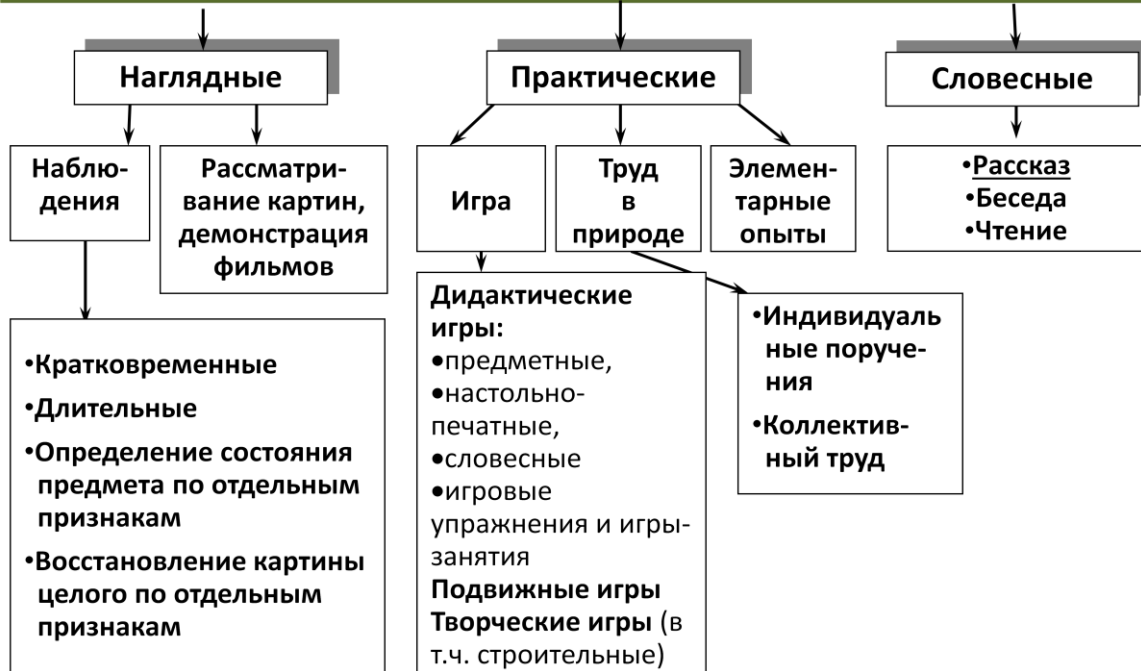 Наглядные
Практические
Словесные
Наблю-
дения
Рассматри-
вание картин,
демонстрация
фильмов
Игра
Труд
в
природе
Элемен-
тарные
опыты
•Рассказ
•Беседа
•Чтение
•Кратковременные
•Длительные
•Определение состояния
предмета по отдельным
признакам
•Восстановление картины
целого по отдельным
признакам
Дидактические
игры:
•предметные,
•настольно-
печатные,
•словесные
•игровые
упражнения и игры-
занятия
Подвижные игры
Творческие игры (в
т.ч. строительные)
•Индивидуаль
ные поруче-
ния
•Коллектив-
ный труд